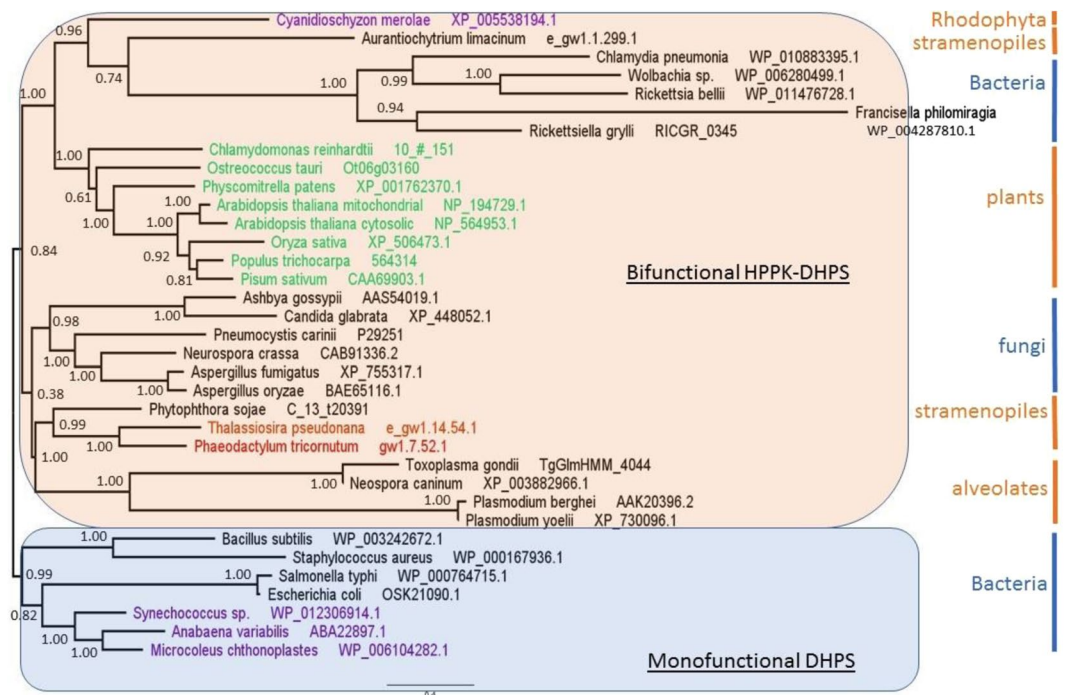 Cyanidioschyzon merolae XP_005538194.1 Rhodophyta
0.96
Aurantiochytrium limacinum e_gw1.1.299.1 stramenopiles
Chlamydia pneumonia WP_010883395.1
0.74
1.00 0.99 1.00 Wolbachia sp. WP_006280499.1 Bacteria
1.00 Rickettsia bellii WP_011476728.1
0.94 Francisella philomiragia
Rickettsiella grylli RICGR_0345 WP_004287810.1
1.00 Chlamydomonas reinhardtii 10_#_151
Ostreococcus tauri Ot06g03160
0.61 Physcomitrella patens XP_001762370.1
1.00 Arabidopsis thaliana mitochondrial NP_194729.1 plants
1.00 1.00 Arabidopsis thaliana cytosolic NP_564953.1
0.84 Oryza sativa XP_506473.1
0.92 Populus trichocarpa 564314
Bifunctional HPPK-DHPS
0.81 Pisum sativum CAA69903.1
Ashbya gossypii AAS54019.1
0.98 1.00 Candida glabrata XP_448052.1
Pneumocystis carinii P29251
1.00 Neurospora crassa CAB91336.2 fungi
1.00 Aspergillus fumigatus XP_755317.1
0.38 1.00 Aspergillus oryzae BAE65116.1
Phytophthora sojae C_13_t20391 stramenopiles
0.99 Thalassiosira pseudonana e_gw1.14.54.1
1.00 Phaeodactylum tricornutum gw1.7.52.1
1.00 Toxoplasma gondii TgGlmHMM_4044
1.00 1.00 Neospora caninum XP_003882966.1 alveolates
1.00 Plasmodium berghei AAK20396.2
Plasmodium yoelii XP_730096.1
1.00 Bacillus subtilis WP_003242672.1
Staphylococcus aureus WP_000167936.1
0.99 1.00 Salmonella typhi WP_000764715.1 Bacteria
Escherichia coli OSK21090.1
0.82 Synechococcus sp. WP_012306914.1
1.00 Anabaena variabilis ABA22897.1
1.00 Microcoleus chthonoplastes WP_006104282.1
Monofunctional DHPS